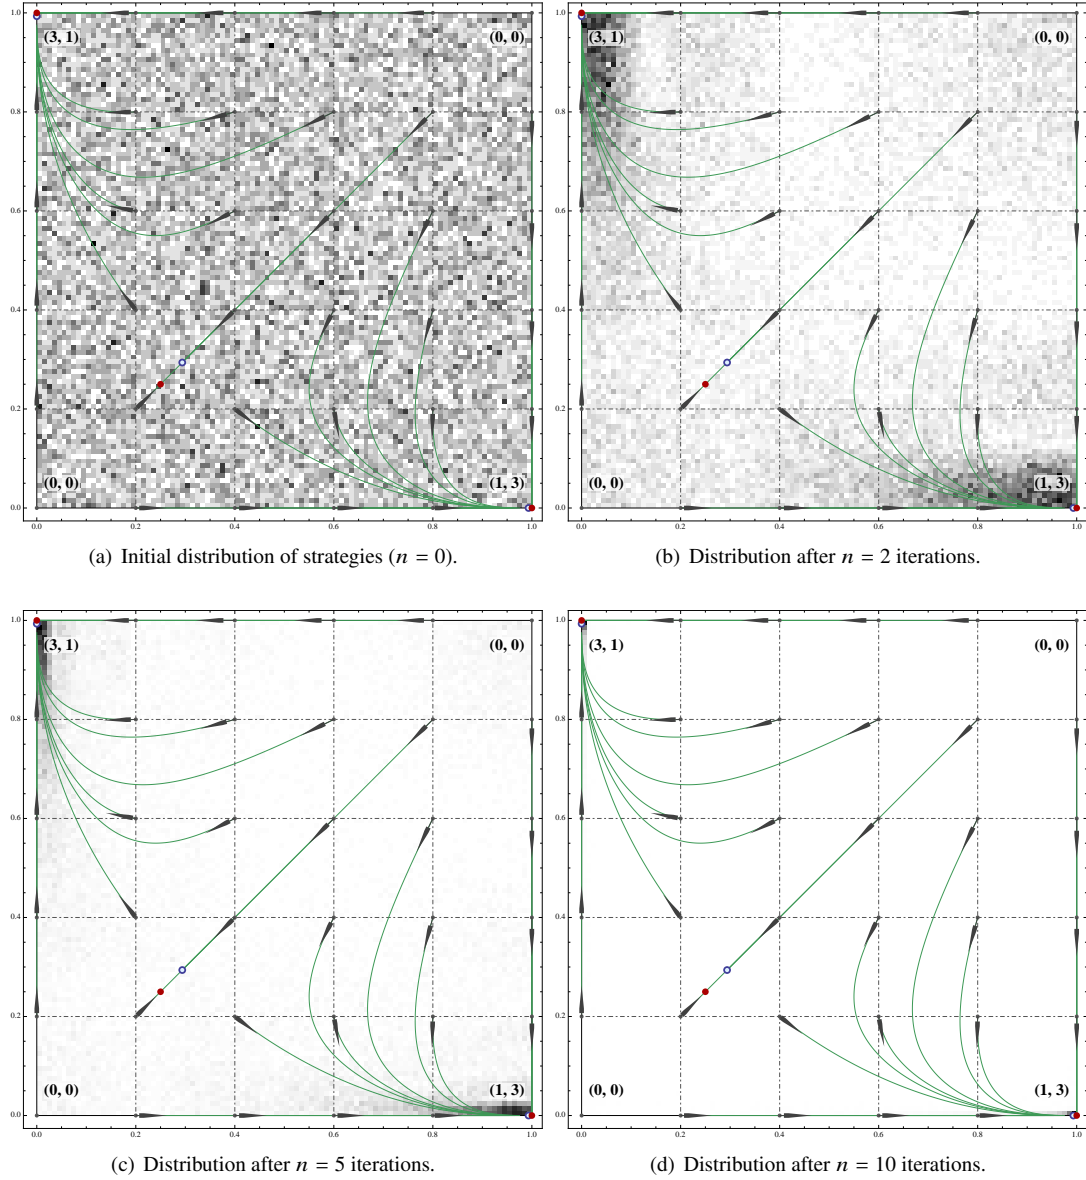 1.0
(3, 1) (0, 0)
0.8
0.6
0.4
0.2
(0, 0) (1, 3)
0.0
0.0 0.2 0.4 0.6 0.8 1.0
(a) Initial distribution of strategies (n = 0).
1.0
(3, 1) (0, 0)
0.8
0.6
0.4
0.2
(0, 0) (1, 3)
0.0
0.0 0.2 0.4 0.6 0.8 1.0
(b) Distribution after n = 2 iterations.
1.0
(3, 1) (0, 0)
0.8
0.6
0.4
0.2
(0, 0) (1, 3)
0.0
0.0 0.2 0.4 0.6 0.8 1.0
(c) Distribution after n = 5 iterations.
1.0
(3, 1) (0, 0)
0.8
0.6
0.4
0.2
(0, 0) (1, 3)
0.0
0.0 0.2 0.4 0.6 0.8 1.0
(d) Distribution after n = 10 iterations.